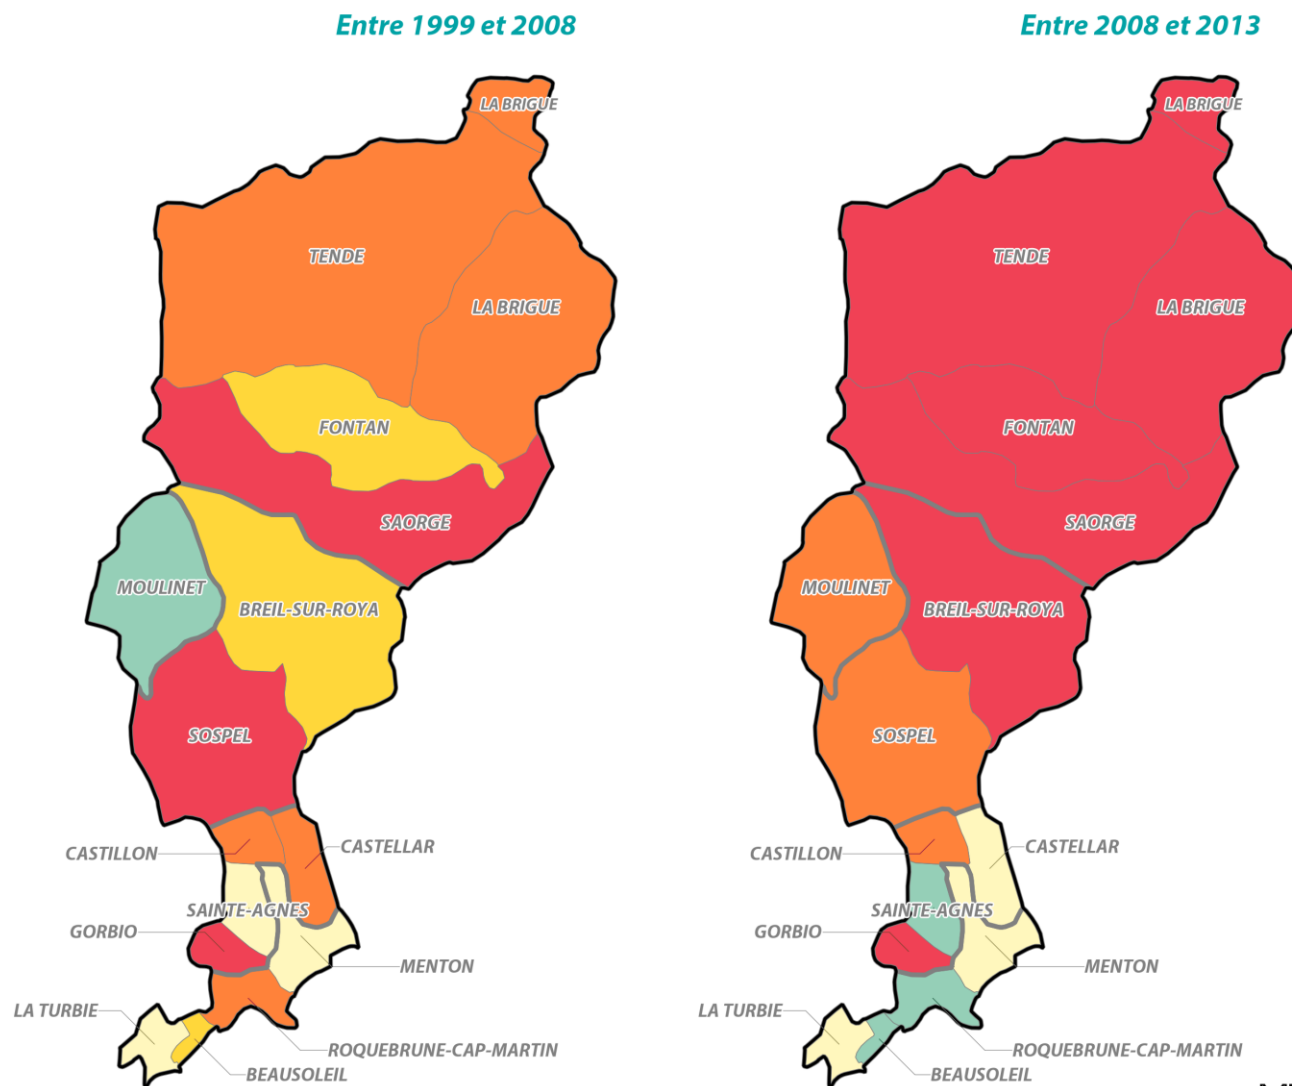 Entre 1999 et 2008
LA BRIGUE
TENDE
LA BRIGUE
FONTAN
SAORGE
MOULINET
BREIL-SUR-ROYA
SOSPEL
CASTILLON
CASTELLAR
SAINTE-AGNES
GORBIO
MENTON
LA TURBIE
ROQUEBRUNE-CAP-MARTIN
BEAUSOLEIL
Entre 2008 et 2013
LA BRIGUE
TENDE
LA BRIGUE
FONTAN
SAORGE
MOULINET
BREIL-SUR-ROYA
SOSPEL
CASTILLON
CASTELLAR
SAINTE-AGNES
GORBIO
MENTON
LA TURBIE
ROQUEBRUNE-CAP-MARTIN
BEAUSOLEIL